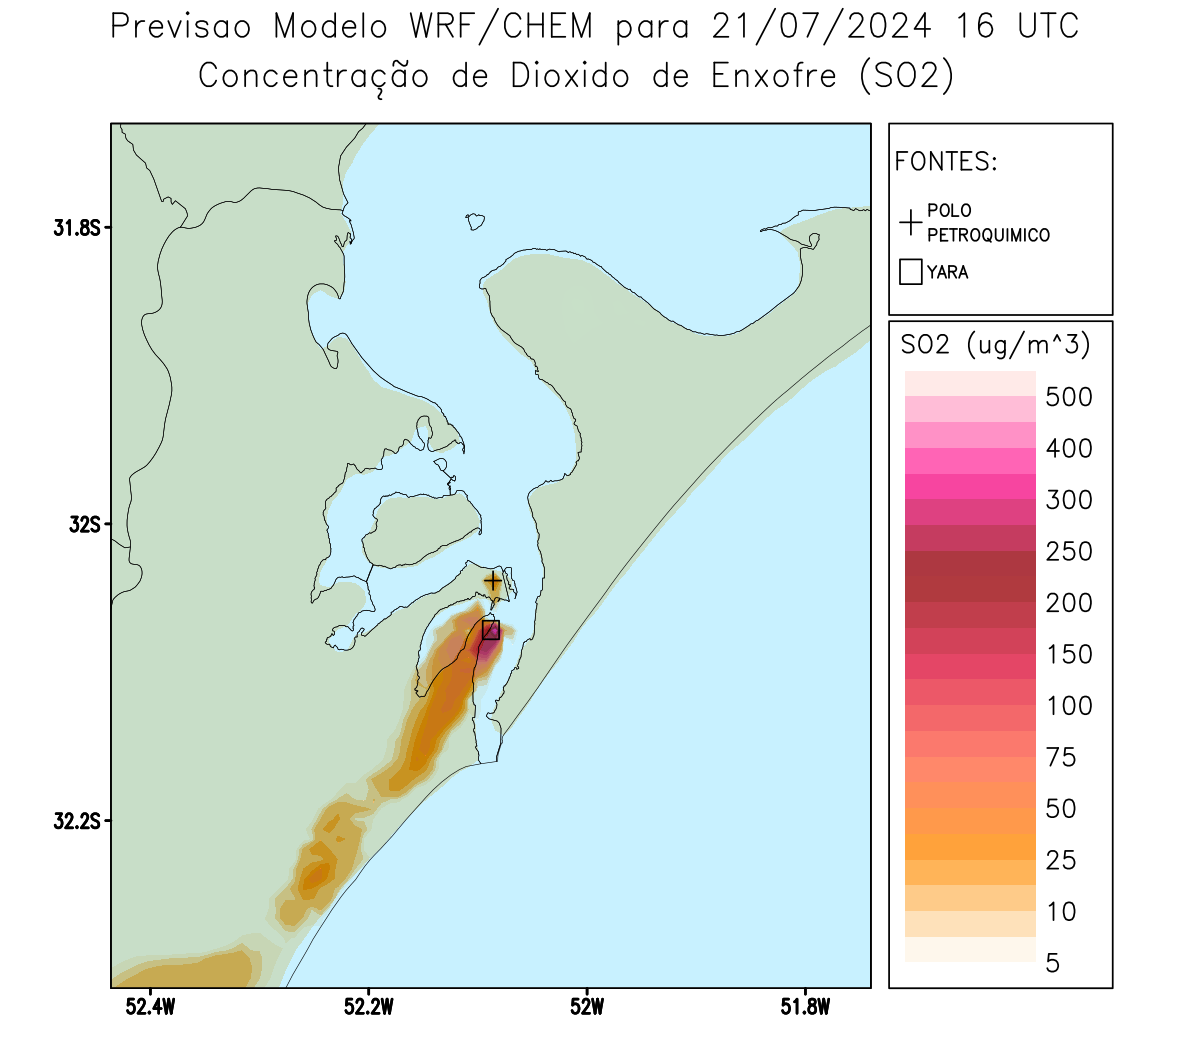 Previsao Modelo WRF/CHEM para 21/07/2024 16 UTC
Concentração de Dioxido de Enxofre (SO2)
FONTES:
POLO
PETROQUIMICO
YARA
31.8S
32S
32.2S
52.4W
52.2W
52W
51.8W
SO2 (ug/m^3)
500
400
300
250
200
150
100
75
50
25
10
5